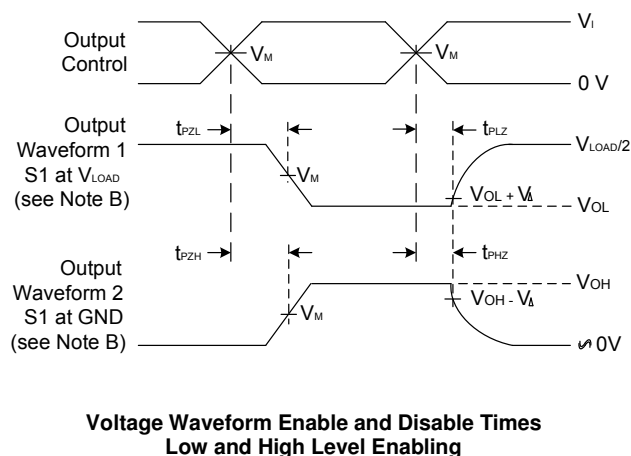 Output
Control
VM
VM
VI
0 V
Output
Waveform 1
S1 at VLOAD
(see Note B)
tPZL
VM
tPLZ
VLOAD/2
VOL + VΔ
VOL
Output
Waveform 2
S1 at GND
(see Note B)
tPZH
VM
tPHZ
VOH
VOH - VΔ
0V
Voltage Waveform Enable and Disable Times
Low and High Level Enabling